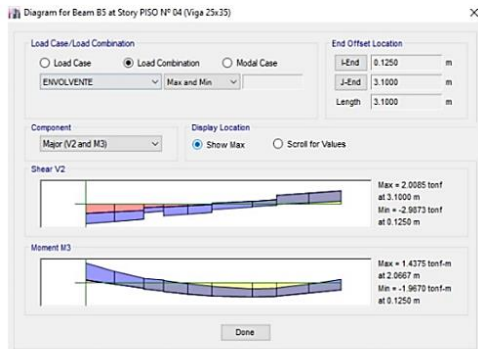 Diagram for Beam B5 at Story PISO Nº 04 (Viga 25x35)
Load Case/Load Combination
Load Case
Load Combination
Modal Case
ENVOLVENTE
Max and Min
End Offset Location
I-End
0.1250
m
J-End
3.1000
m
Length
3.1000
m
Component
Major (V2 and M3)
Display Location
Show Max
Scroll for Values
Shear V2
Max = 2.0085 tonf
at 3.1000 m
Min = -2.9873 tonf
at 0.1250 m
Moment M3
Max = 1.4375 tonf-m
at 2.0667 m
Min = -1.9670 tonf-m
at 0.1250 m
Done